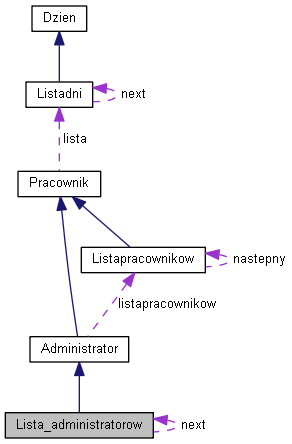 Dzien
Listadni
next
lista
Pracownik
Listapracownikow
nastepny
listapracownikow
Administrator
Lista_administratorow
next